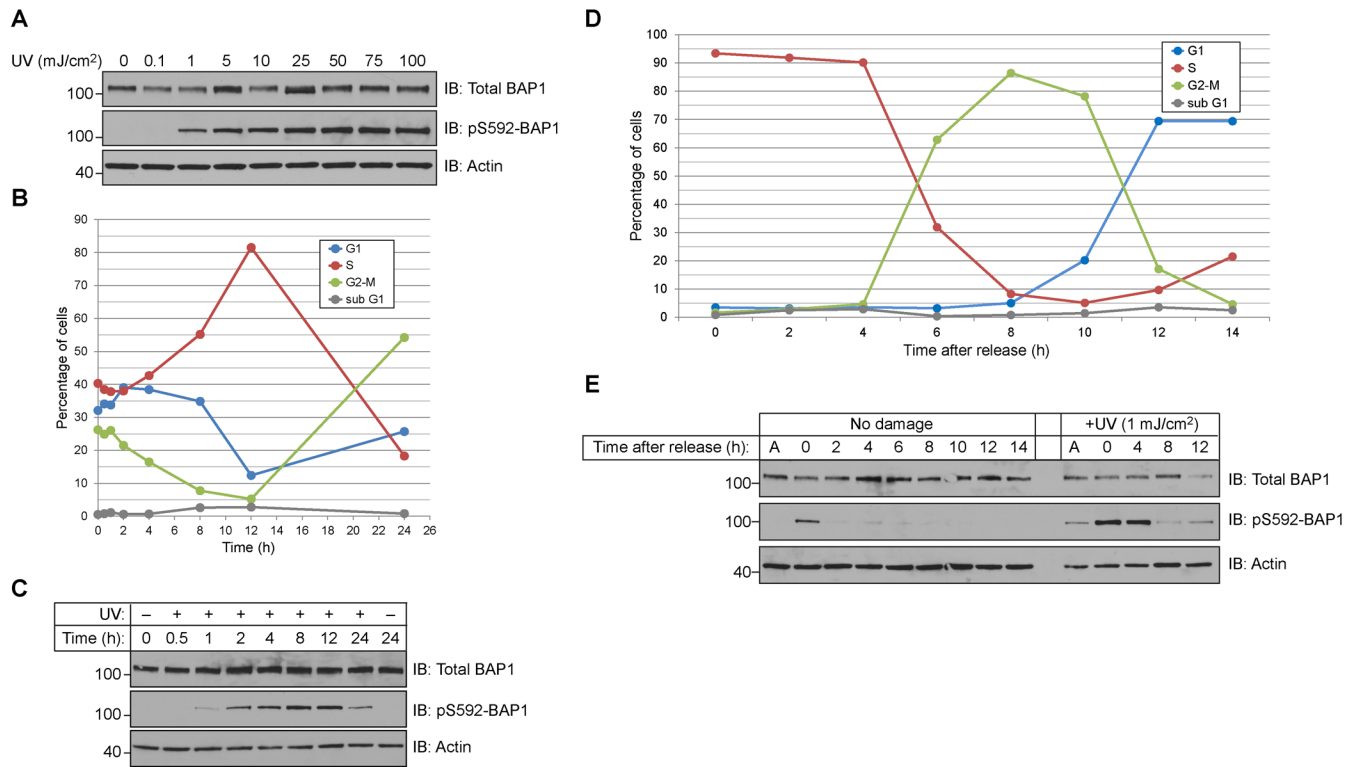 A
UV (mJ/cm²) 0 0.1 1 5 10 25 50 75 100
100 IB: Total BAP1
100 IB: pS592-BAP1
40 IB: Actin
B
90
80
70
60
50
40
30
20
10
0
Percentage of cells
G1
S
G2-M
sub G1
0 2 4 6 8 10 12 14 16 18 20 22 24 26
Time (h)
C
UV: – + + + + + + + –
Time (h): 0 0.5 1 2 4 8 12 24 24
100 IB: Total BAP1
100 IB: pS592-BAP1
40 IB: Actin
D
100
90
80
70
60
50
40
30
20
10
0
Percentage of cells
G1
S
G2-M
sub G1
0 2 4 6 8 10 12 14
Time after release (h)
E
No damage +UV (1 mJ/cm²)
Time after release (h): A 0 2 4 6 8 10 12 14 A 0 4 8 12
100 IB: Total BAP1
100 IB: pS592-BAP1
40 IB: Actin